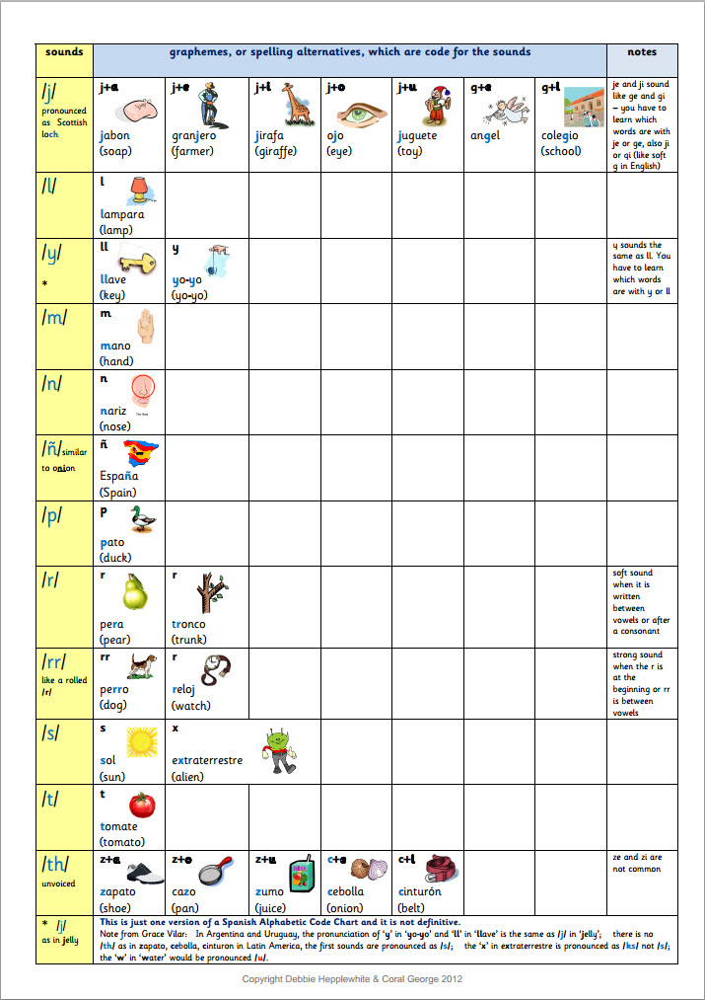 sounds graphemes, or spelling alternatives, which are code for the sounds notes
/j/
pronounced
as Scottish
loch
j+a
jabon
(soap)
j+e
granjero
(farmer)
j+i
jirafa
(giraffe)
j+o
ojo
(eye)
j+u
juguete
(toy)
g+e
angel
g+i
colegio
(school)
je and ji sound
like ge and gi
– you have to
learn which
words are with
je or ge, also ji
or gi (like soft
g in English)
/l/
l
lampara
(lamp)
/y/
*
ll
llave
(key)
y
yo-yo
(yo-yo)
y sounds the
same as ll. You
have to learn
which words
are with y or ll
/m/
m
mano
(hand)
/n/
n
nariz
(nose)
/ñ/similar
to onion
ñ
España
(Spain)
/p/
p
pato
(duck)
/r/
r
pera
(pear)
r
tronco
(trunk)
soft sound
when it is
written
between
vowels or after
a consonant
/rr/
like a rolled
/r/
rr
perro
(dog)
r
reloj
(watch)
strong sound
when the r is
at the
beginning or rr
is between
vowels
/s/
s
sol
(sun)
x
extraterrestre
(alien)
/t/
t
tomate
(tomato)
/th/
unvoiced
z+a
zapato
(shoe)
z+o
cazo
(pan)
z+u
zumo
(juice)
c+e
cebolla
(onion)
c+i
cinturón
(belt)
ze and zi are
not common
* /j/
as in jelly
This is just one version of a Spanish Alphabetic Code Chart and it is not definitive.
Note from Grace Vilar: In Argentina and Uruguay, the pronunciation of 'y' in 'yo-yo' and 'll' in 'llave' is the same as /j/ in 'jelly'; there is no
/th/ as in zapato, cebolla, cinturon in Latin America, the first sounds are pronounced as /s/; the 'x' in extraterrestre is pronounced as /ks/ not /s/;
the 'w' in 'water' would be pronounced /u/.
Copyright Debbie Hepplewhite & Coral George 2012